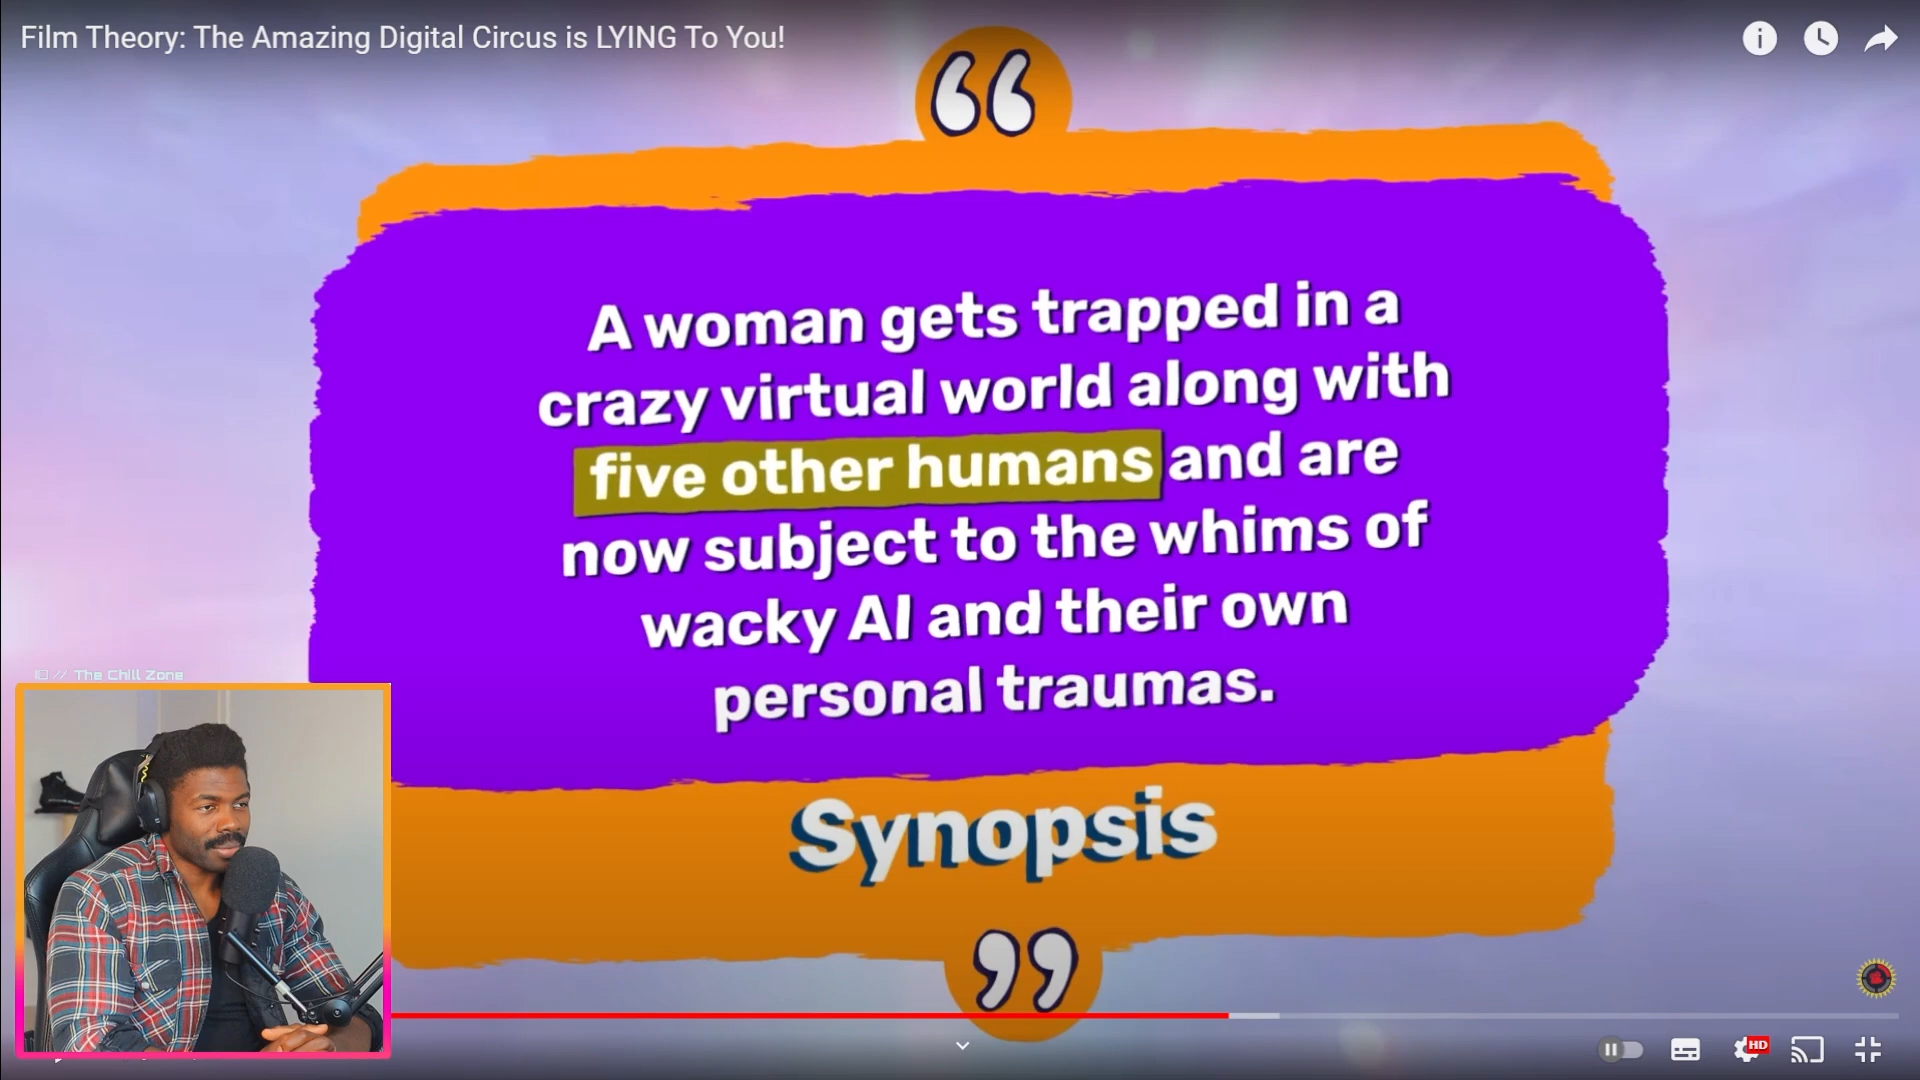 Film Theory: The Amazing Digital Circus is LYING To You!
“
A woman gets trapped in a
crazy virtual world along with
five other humans and are
now subject to the whims of
wacky AI and their own
personal traumas.
Synopsis
”
// The Chill Zone
HD